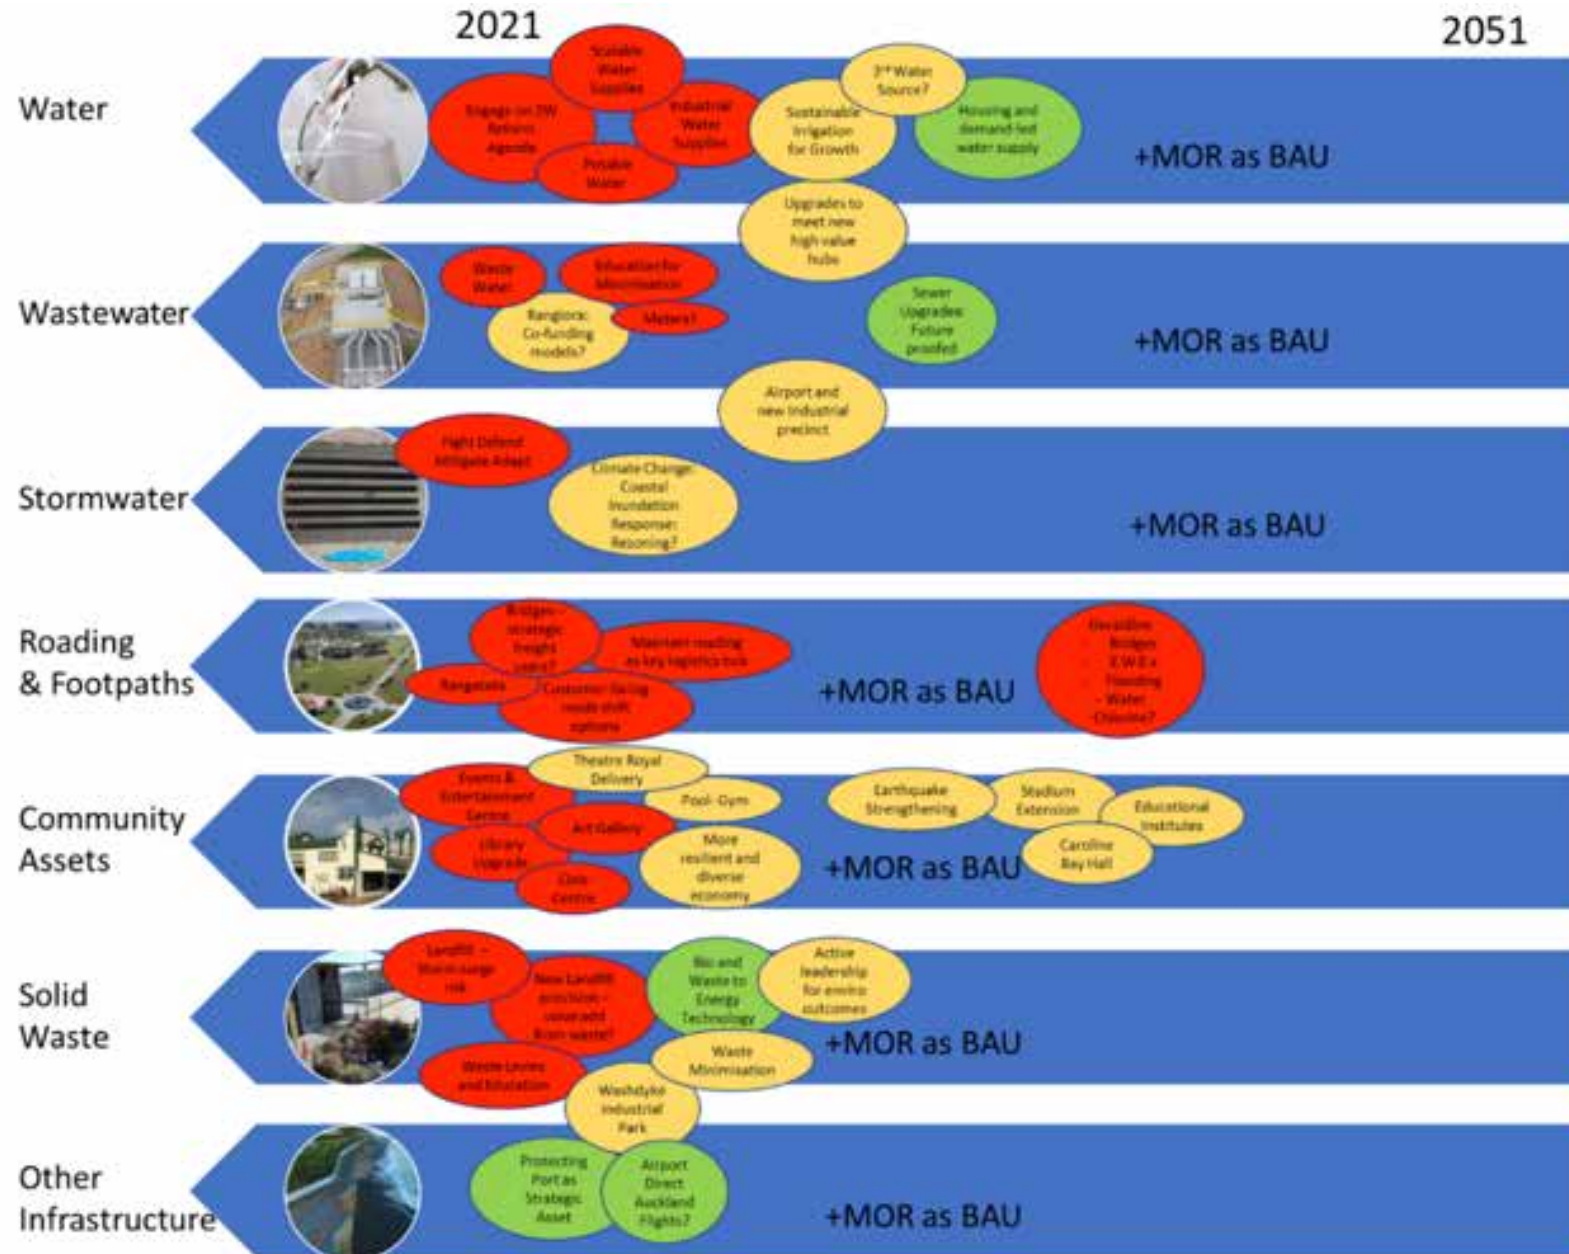 2021
2051
Water
Scalable
Water
Supplies
Engage on 3W
Reform
Agenda
Industrial
Water
Supplies
Potable
Water
Sustainable
Irrigation
for Growth
3rd Water
Source?
Housing and
demand led
water supply
+MOR as BAU
Upgrades to
meet new
high value
hubs
Wastewater
Waste
Water
Education for
Minimisation
Rangiora:
Co-funding
models?
Meters?
Sewer
Upgrades
Future
proofed
+MOR as BAU
Airport and
new industrial
precinct
Stormwater
Fight Defend
Mitigate Adapt
Climate Change:
Coastal
Inundation
Response:
Rezoning?
+MOR as BAU
Roading
& Footpaths
Bridges –
strategic
freight
Maintain roading
as key logistics
Rangatata
Customer facing
mode shift
options
+MOR as BAU
Geraldine
- Bridges
- Flooding
- Water
-Chlorine?
Community
Assets
Events &
Entertainment
Centre
Theatre Royal
Delivery
Pool- Gym
Art Gallery
Library
Upgrade
Civic
Centre
More
resilient and
diverse
economy
Earthquake
Strengthening
Stadium
Extension
Educational
Institutes
Caroline
Bay Hall
+MOR as BAU
Solid
Waste
Landfill –
Storm surge
risk
New Landfill
provision –
value add
from waste?
Bio and
Waste to
Energy
Technology
Active
leadership
for enviro
outcomes
+MOR as BAU
Waste Levies
and Education
Waste
Minimisation
Washdyke
Industrial
Park
Other
Infrastructure
Protecting
Port as
Strategic
Asset
Airport
Direct
Auckland
Flights?
+MOR as BAU